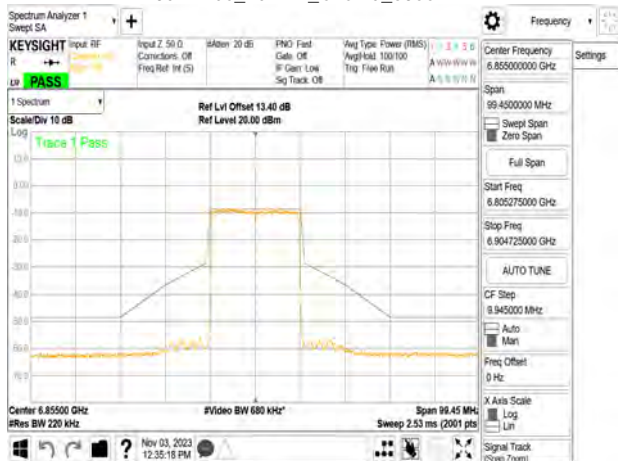 Spectrum Analyzer 1
Swept SA
Frequency
KEYSIGHT
R
PASS
Input: RF
Input Z: 50 Ω
Corrections: Off
Freq Ref: Int (S)
#Atten: 20 dB
PNO: Fast
Gate: Off
IF Gain: Low
Sig Track: Off
Avg Type: Power (RMS)
Avg|Hold: 100/100
Trig: Free Run
1 Spectrum
Scale/Div 10 dB
Ref Lvl Offset 13.40 dB
Ref Level 20.00 dBm
Log
Trace 1 Pass
Center 6.85500 GHz
#Res BW 220 kHz
#Video BW 680 kHz*
Span 99.45 MHz
Sweep 2.53 ms (2001 pts
Nov 03, 2023
12:35:18 PM
Center Frequency
6.855000000 GHz
Settings
Span
99.4500000 MHz
Swept Span
Zero Span
Full Span
Start Freq
6.805275000 GHz
Stop Freq
6.904725000 GHz
AUTO TUNE
CF Step
9.945000 MHz
Auto
Man
Freq Offset
0 Hz
X Axis Scale
Log
Lin
Signal Track
(Span Zoom)